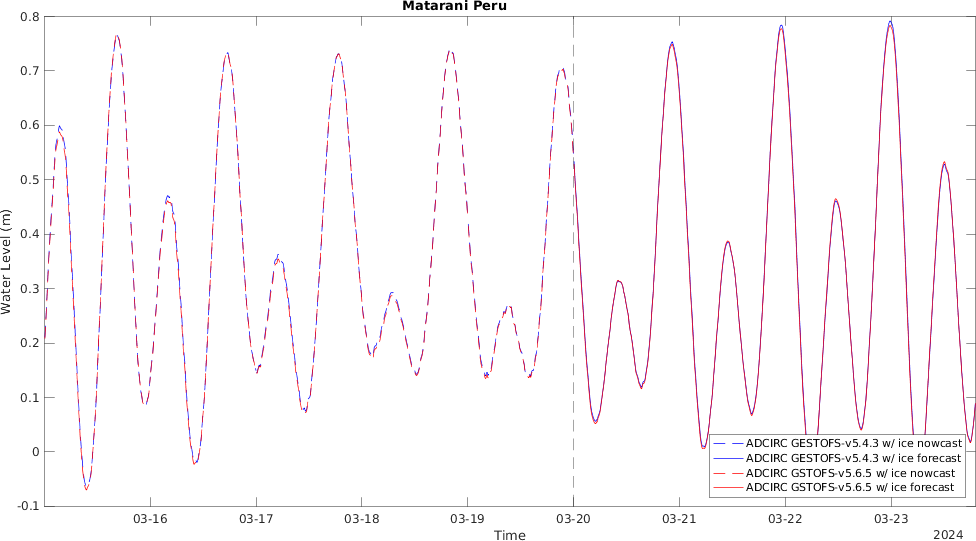 Matarani Peru
0.8
0.7
0.6
0.5
0.4
0.3
0.2
0.1
0
-0.1
Water Level (m)
03-16 03-17 03-18 03-19 03-20 03-21 03-22 03-23
Time
2024
ADCIRC GESTOFS-v5.4.3 w/ ice nowcast
ADCIRC GESTOFS-v5.4.3 w/ ice forecast
ADCIRC GSTOFS-v5.6.5 w/ ice nowcast
ADCIRC GSTOFS-v5.6.5 w/ ice forecast